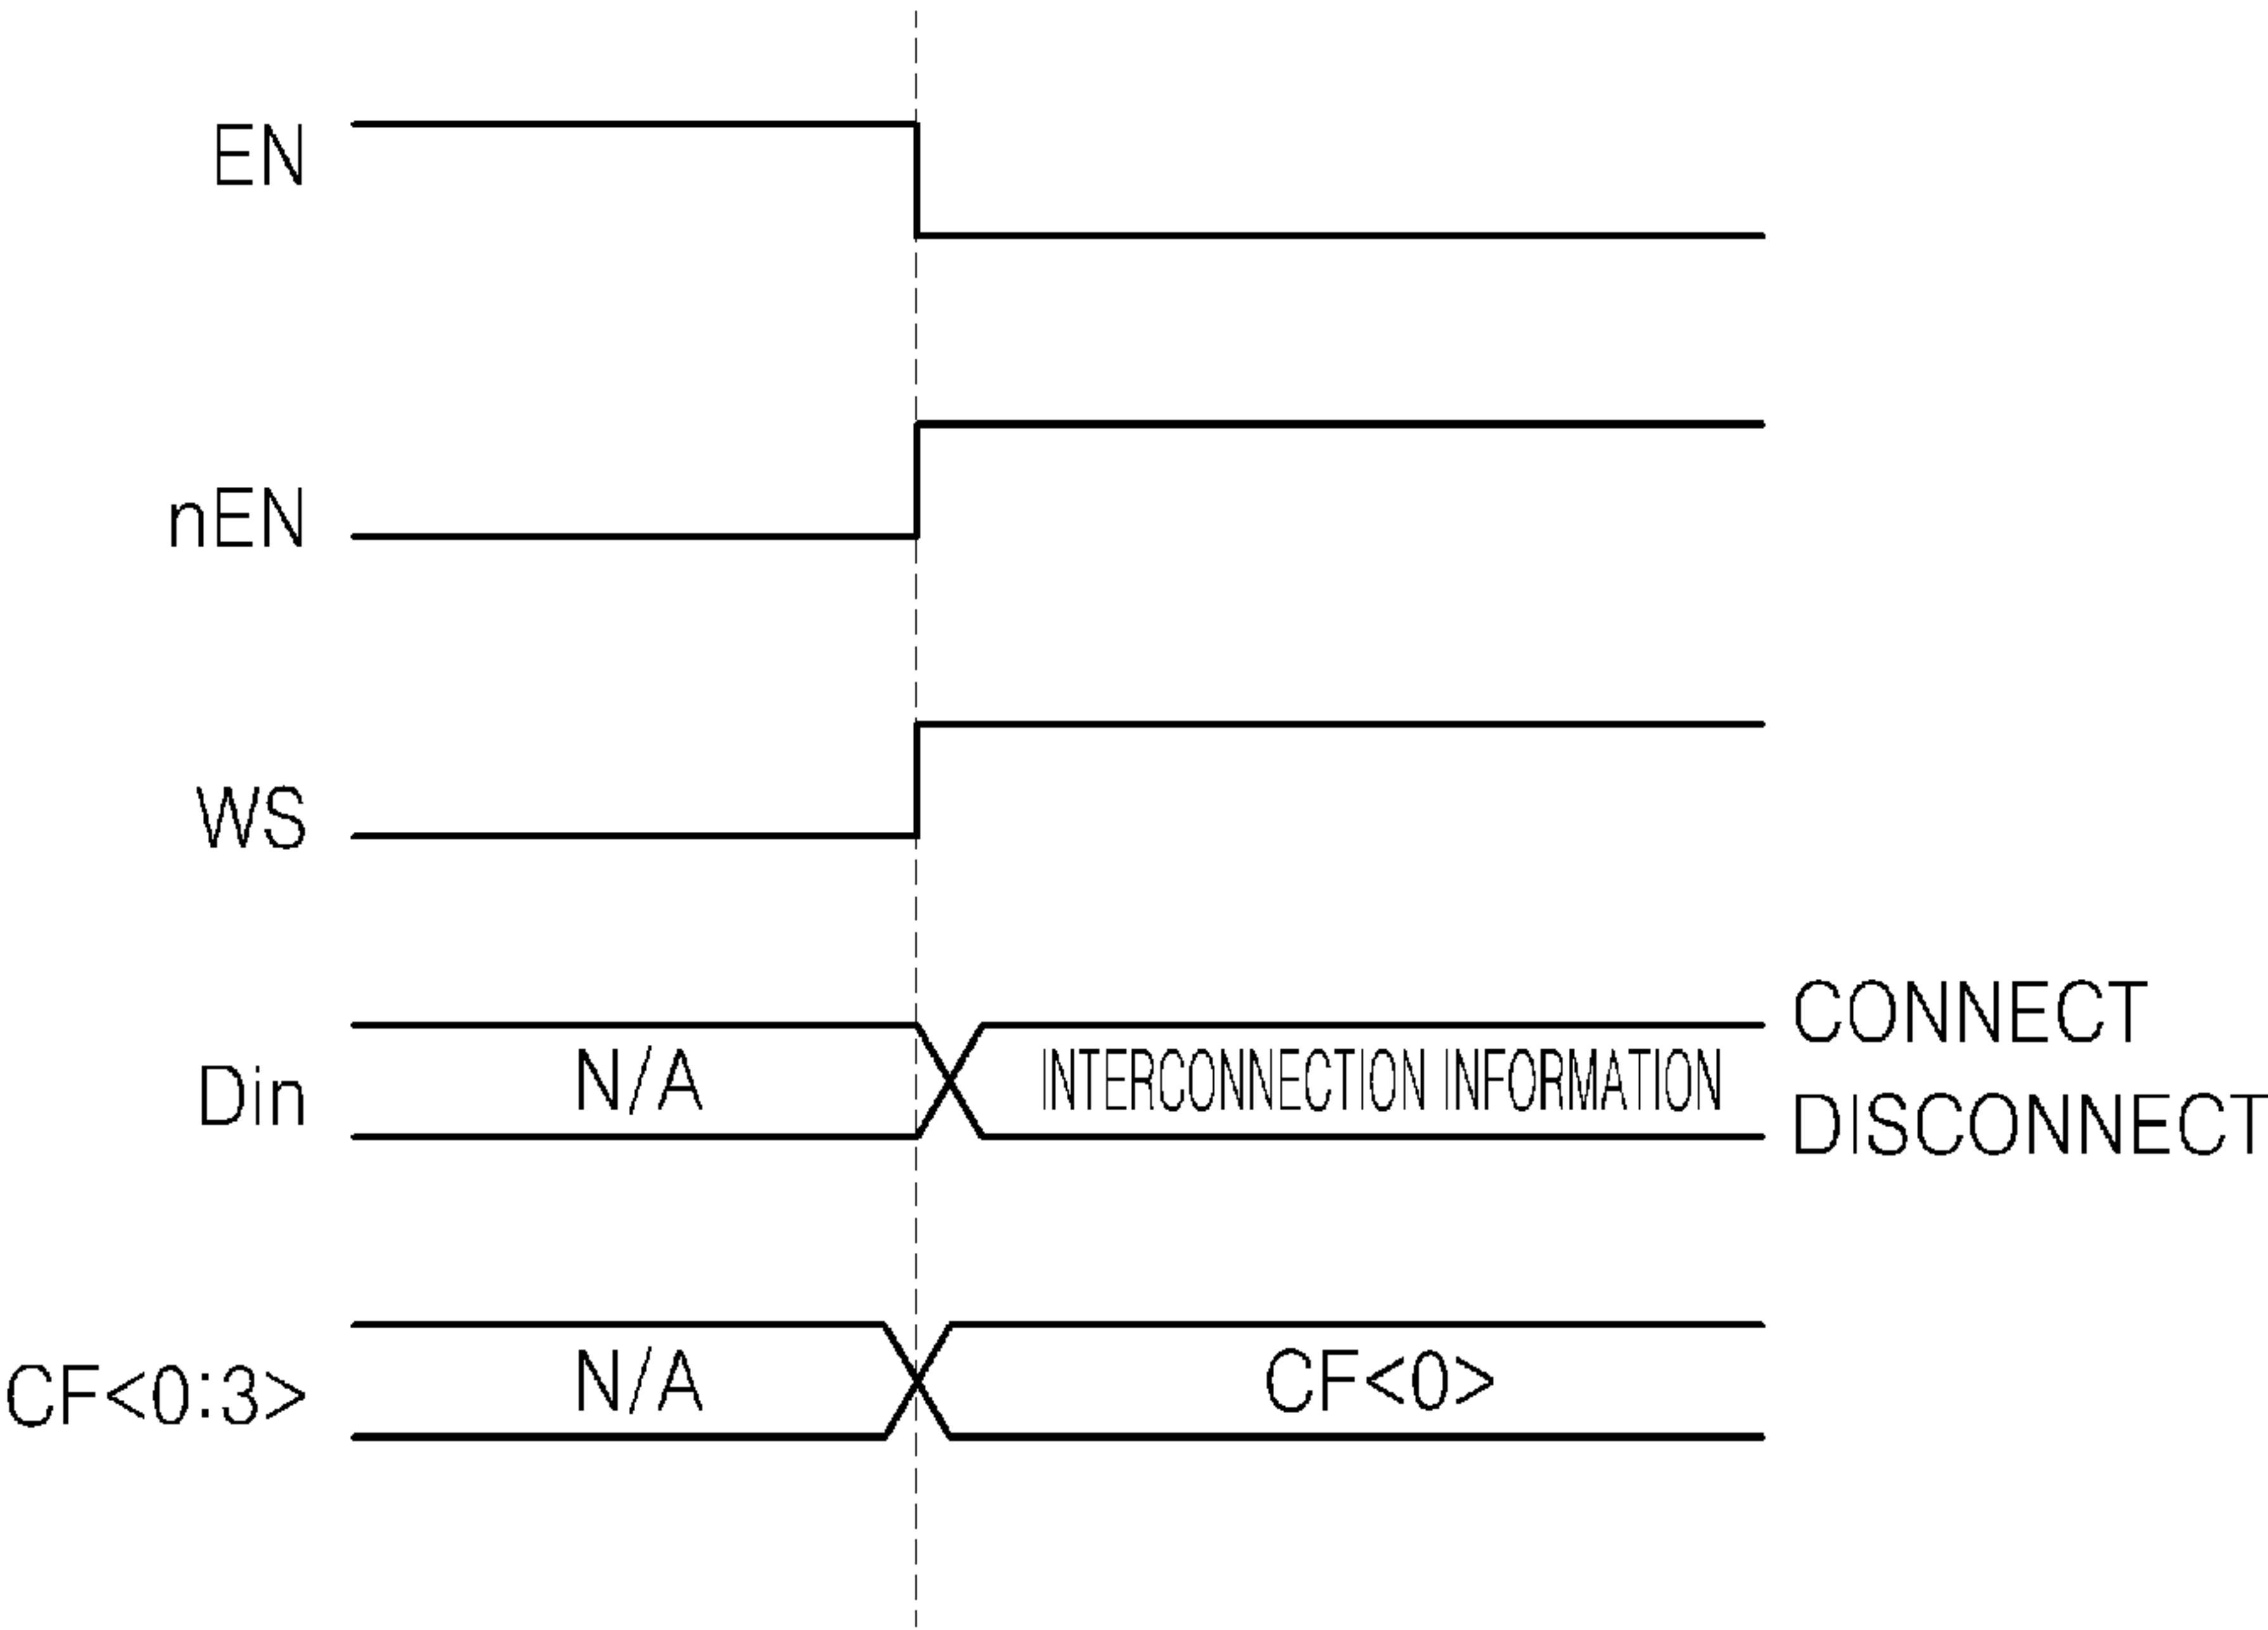 EN
nEN
WS
CONNECT
Din N/A INTERCONNECTION INFORMATION
DISCONNECT
CF<0:3> N/A CF<0>